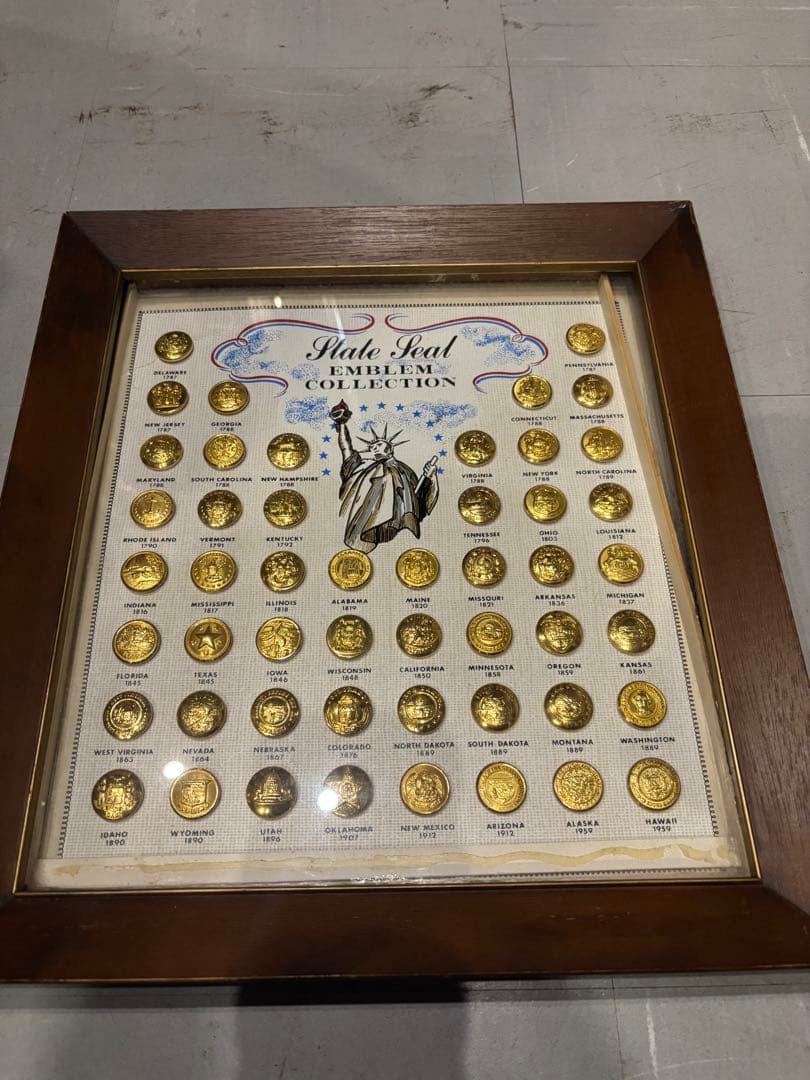 State Seal
EMBLEM
COLLECTION
DELAWARE
1787
PENNSYLVANIA
1787
NEW JERSEY
1787
GEORGIA
1788
CONNECTICUT
1788
MASSACHUSETTS
1788
MARYLAND
1788
SOUTH CAROLINA
1788
NEW HAMPSHIRE
1788
VIRGINIA
1788
NEW YORK
1788
NORTH CAROLINA
1789
RHODE ISLAND
1790
VERMONT
1791
KENTUCKY
1792
TENNESSEE
1796
OHIO
1803
LOUISIANA
1812
INDIANA
1816
MISSISSIPPI
1817
ILLINOIS
1818
ALABAMA
1819
MAINE
1820
MISSOURI
1821
ARKANSAS
1836
MICHIGAN
1837
FLORIDA
1845
TEXAS
1845
IOWA
1846
WISCONSIN
1848
CALIFORNIA
1850
MINNESOTA
1858
OREGON
1859
KANSAS
1861
WEST VIRGINIA
1863
NEVADA
1864
NEBRASKA
1867
COLORADO
1876
NORTH DAKOTA
1889
SOUTH DAKOTA
1889
MONTANA
1889
WASHINGTON
1889
IDAHO
1890
WYOMING
1890
UTAH
1896
OKLAHOMA
1907
NEW MEXICO
1912
ARIZONA
1912
ALASKA
1959
HAWAII
1959